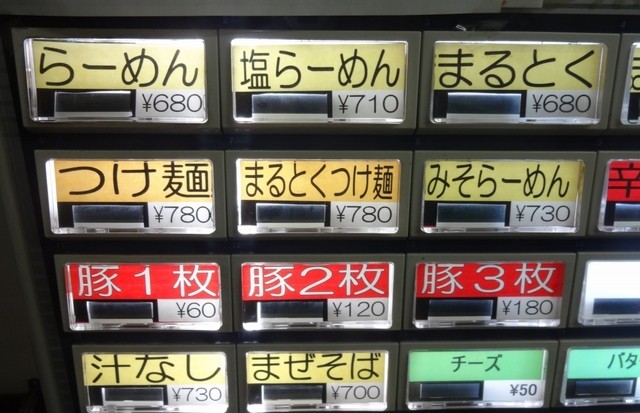 らーめん
¥680
塩らーめん
¥710
まるとく
¥680
つけ麺
¥780
まるとくつけ麺
¥780
みそらーめん
¥730
辛
豚1枚
¥60
豚2枚
¥120
豚3枚
¥180
汁なし
¥730
まぜそば
¥700
チーズ
¥50
バタ